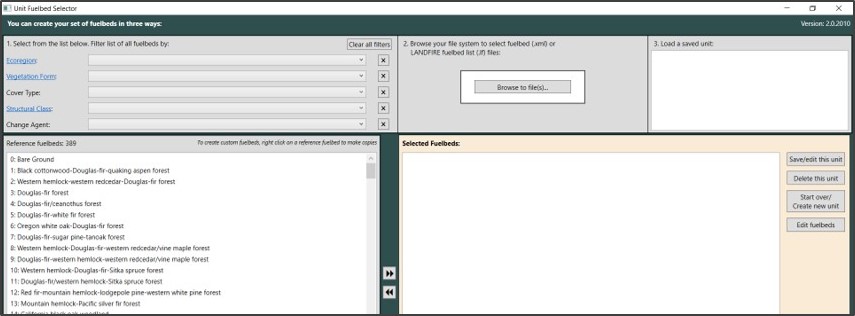 Unit Fuelbed Selector
You can create your set of fuelbeds in three ways:
Version: 2.0.2010
1. Select from the list below. Filter list of all fuelbeds by:
Clear all filters
Ecoregion:
Vegetation Form:
Cover Type:
Structural Class:
Change Agent:
2. Browse your file system to select fuelbed (.xml) or
LANDFIRE fuelbed list (.lf) files:
Browse to file(s)...
3. Load a saved unit:
Reference fuelbeds: 389
To create custom fuelbeds, right click on a reference fuelbed to make copies
0: Bare Ground
1: Black cottonwood-Douglas-fir-quaking aspen forest
2: Western hemlock-western redcedar-Douglas-fir forest
3: Douglas-fir forest
4: Douglas-fir/ceanothus forest
5: Douglas-fir-white fir forest
6: Oregon white oak-Douglas-fir forest
7: Douglas-fir-sugar pine-tanoak forest
8: Western hemlock-Douglas-fir-western redcedar/vine maple forest
9: Douglas-fir-western hemlock-western redcedar/vine maple forest
10: Western hemlock-Douglas-fir-Sitka spruce forest
11: Douglas-fir/western hemlock-Sitka spruce forest
12: Red fir-mountain hemlock-lodgepole pine-western white pine forest
13: Mountain hemlock-Pacific silver fir forest
14: California black oak woodland
Selected Fuelbeds:
Save/edit this unit
Delete this unit
Start over/
Create new unit
Edit fuelbeds